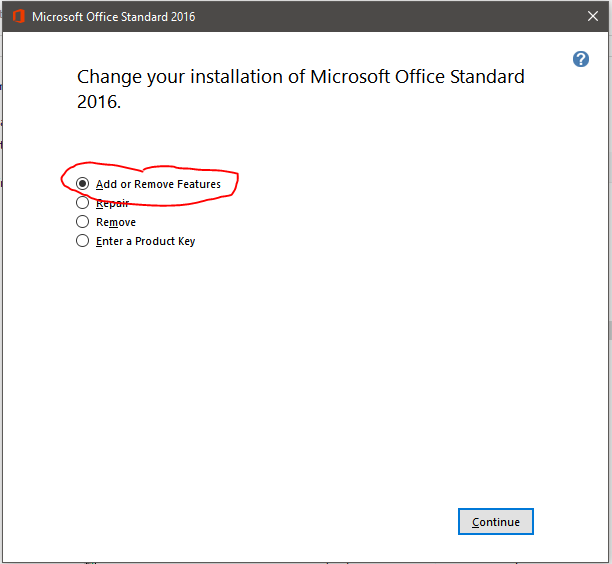 Microsoft Office Standard 2016
Change your installation of Microsoft Office Standard
2016.
Add or Remove Features
Repair
Remove
Enter a Product Key
Continue